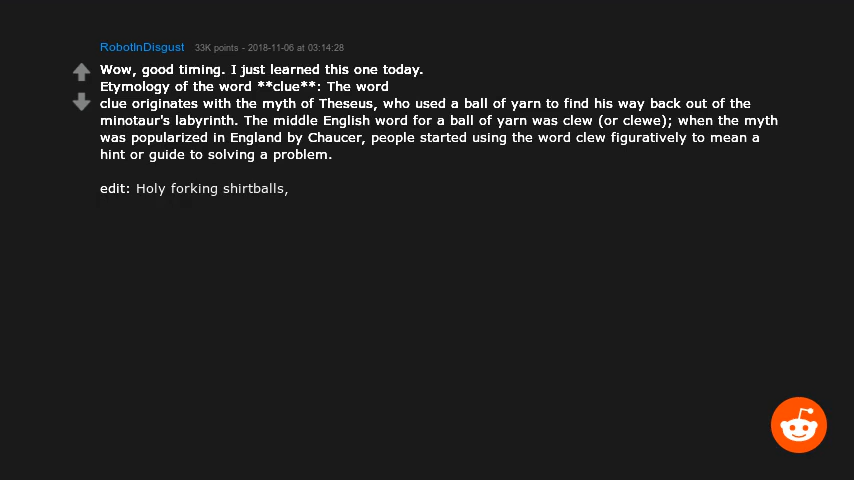 RobotInDisgust 33K points - 2018-11-06 at 03:14:28
Wow, good timing. I just learned this one today.
Etymology of the word **clue**: The word
clue originates with the myth of Theseus, who used a ball of yarn to find his way back out of the
minotaur's labyrinth. The middle English word for a ball of yarn was clew (or clewe); when the myth
was popularized in England by Chaucer, people started using the word clew figuratively to mean a
hint or guide to solving a problem.
edit: Holy forking shirtballs,